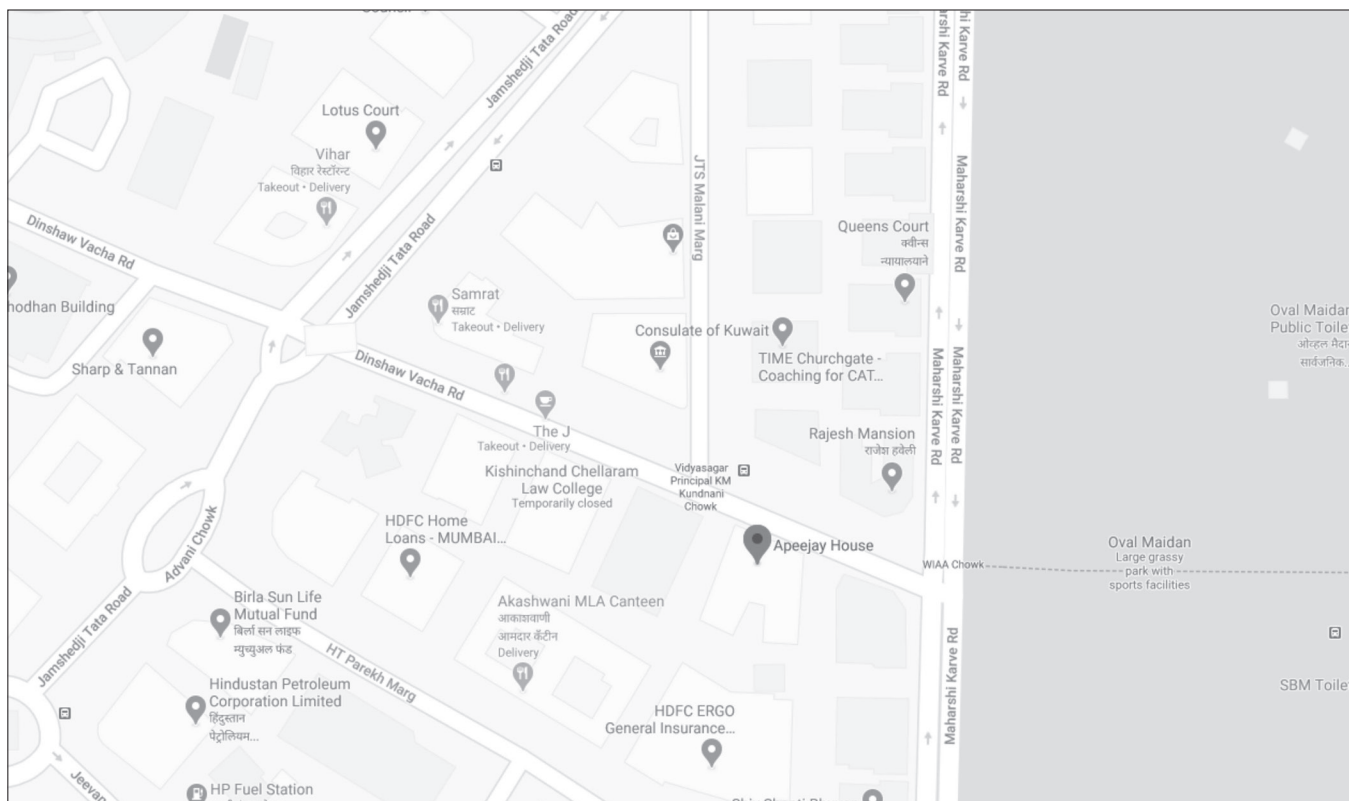 Jamshedji Tata Road
Lotus Court
Vihar
विहार रेस्टॉरन्ट
Takeout • Delivery
Dinshaw Vacha Rd
hodhan Building
Sharp & Tannan
Jamshedji Tata Road
Samrat
सम्राट
Takeout • Delivery
Dinshaw Vacha Rd
The J
Takeout • Delivery
Kishinchand Chellaram
Law College
Temporarily closed
JTS Malani Marg
Consulate of Kuwait
TIME Churchgate -
Coaching for CAT...
Queens Court
क्वीन्स
न्यायालयाने
Rajesh Mansion
राजेश हवेली
Vidyasagar
Principal KM
Kundnani
Chowk
Apeejay House
WIAA Chowk
rshi Karve Rd
hi Karve Rd
Maharshi Karve Rd
Maharshi Karve Rd
Maharshi Karve Rd
Maharshi Karve Rd
Oval Maidan
Public Toile
ओव्हल मैदा
सार्वजनिक...
Oval Maidan
Large grassy
park with
sports facilities
SBM Toile
HDFC Home
Loans - MUMBAI...
Advani Chowk
Jamshedji Tata Road
Birla Sun Life
Mutual Fund
बिर्ला सन लाइफ
म्युच्युअल फंड
HT Parekh Marg
Akashwani MLA Canteen
आकाशवाणी
आमदार कॅंटीन
Delivery
Hindustan Petroleum
Corporation Limited
हिंदुस्तान
पेट्रोलियम...
HDFC ERGO
General Insurance...
HP Fuel Station
Jeevan